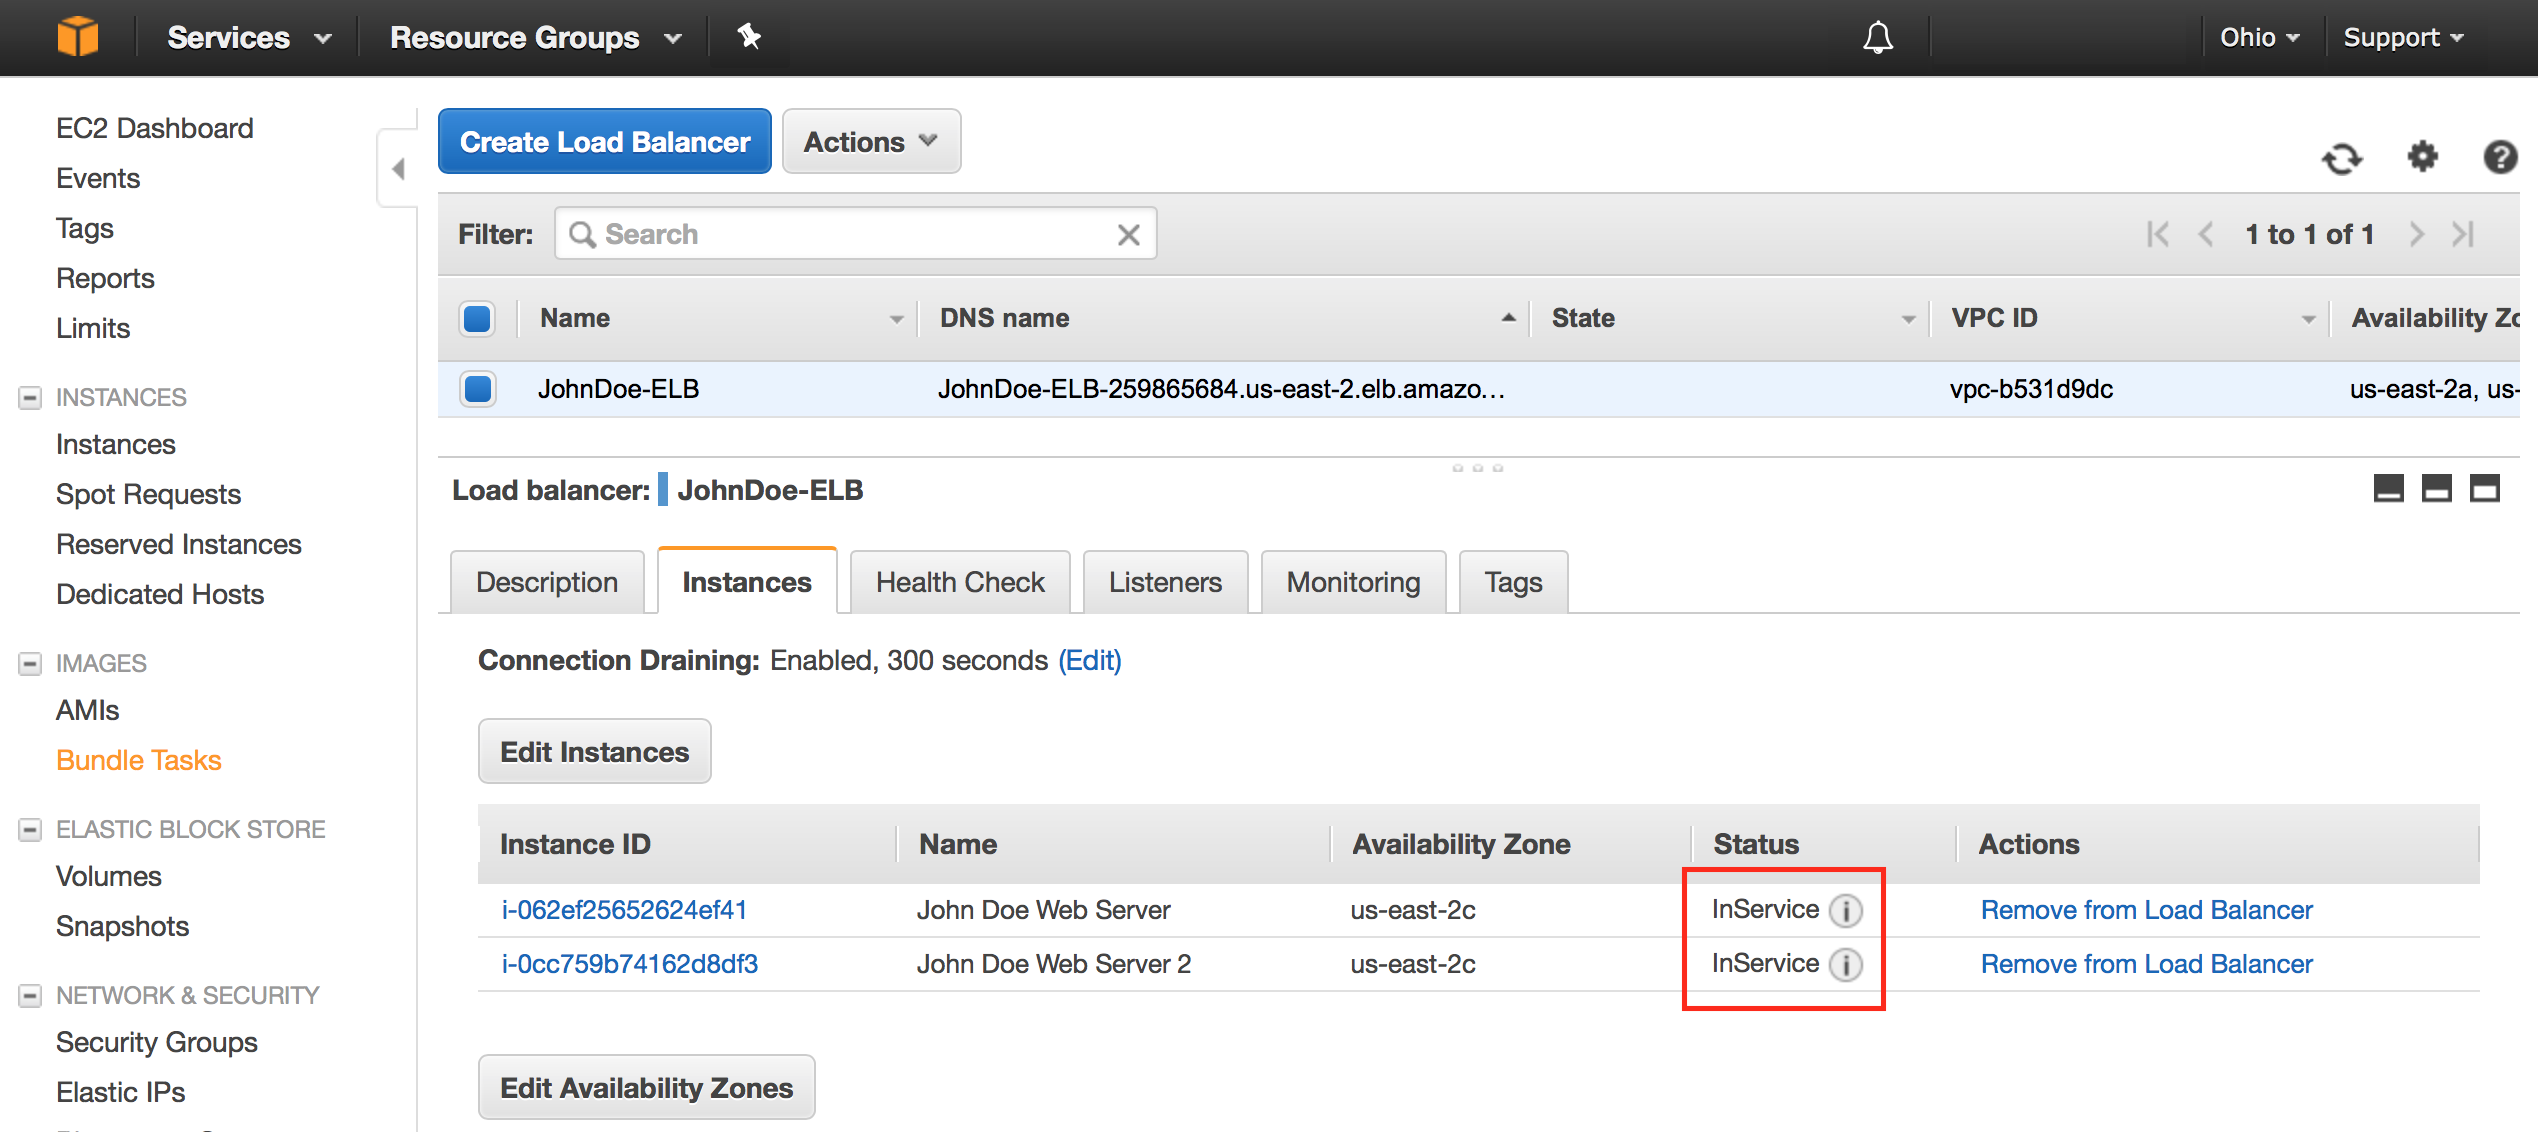 Services
Resource Groups
Ohio
Support
EC2 Dashboard
Events
Tags
Reports
Limits
INSTANCES
Instances
Spot Requests
Reserved Instances
Dedicated Hosts
IMAGES
AMIs
Bundle Tasks
ELASTIC BLOCK STORE
Volumes
Snapshots
NETWORK & SECURITY
Security Groups
Elastic IPs
Create Load Balancer
Actions
Filter: Search
1 to 1 of 1
Name DNS name State VPC ID Availability Zo
JohnDoe-ELB JohnDoe-ELB-259865684.us-east-2.elb.amazo... vpc-b531d9dc us-east-2a, us-
Load balancer: JohnDoe-ELB
Description Instances Health Check Listeners Monitoring Tags
Connection Draining: Enabled, 300 seconds (Edit)
Edit Instances
Instance ID Name Availability Zone Status Actions
i-062ef25652624ef41 John Doe Web Server us-east-2c InService Remove from Load Balancer
i-0cc759b74162d8df3 John Doe Web Server 2 us-east-2c InService Remove from Load Balancer
Edit Availability Zones